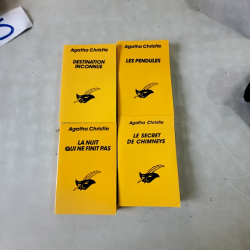 Agatha Christie
DESTINATION
INCONNUE
Agatha Christie
LES PENDULES
Agatha Christie
LA NUIT
QUI NE FINIT PAS
Agatha Christie
LE SECRET
DE CHIMNEYS